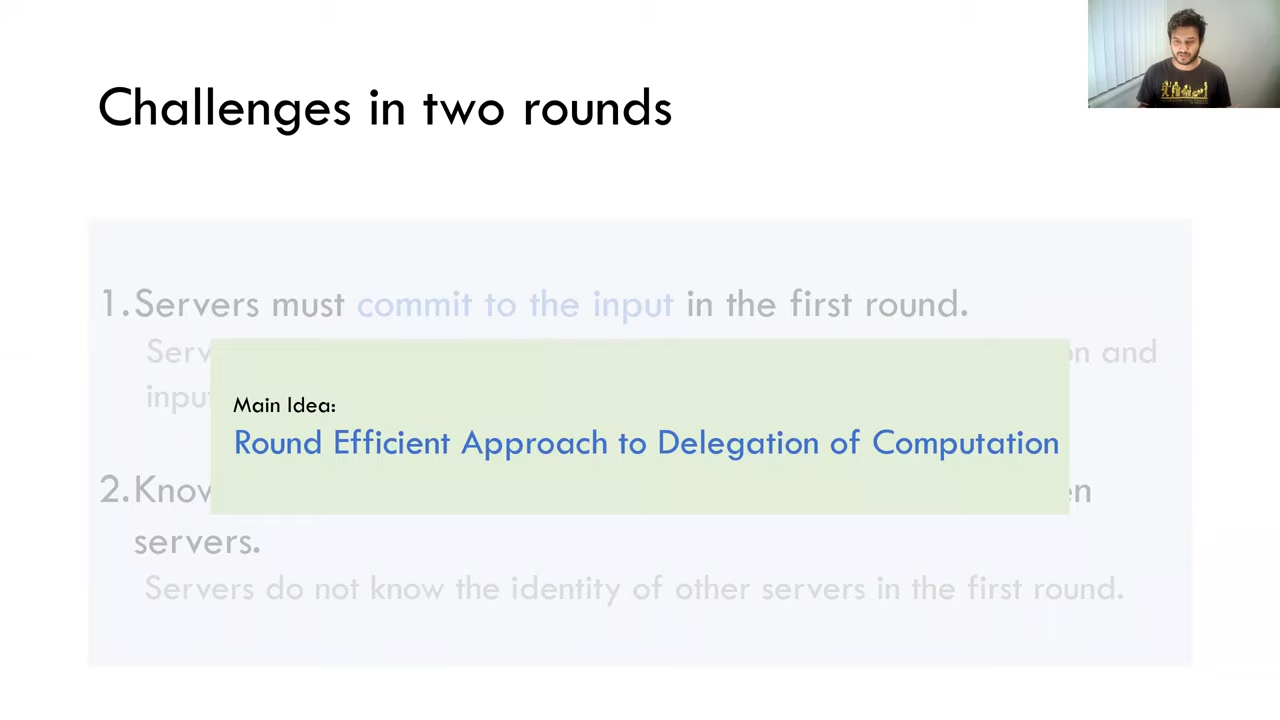 Challenges in two rounds
1. Servers must commit to the input in the first round.
and
Main Idea:
Round Efficient Approach to Delegation of Computation
2.
servers.
Servers do not know the identity of other servers in the first round.